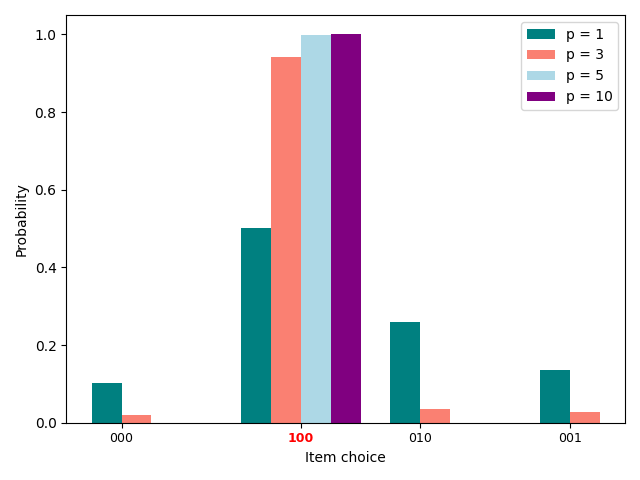 p = 1
p = 3
p = 5
p = 10
1.0
0.8
0.6
0.4
0.2
0.0
Probability
000
100
010
001
Item choice